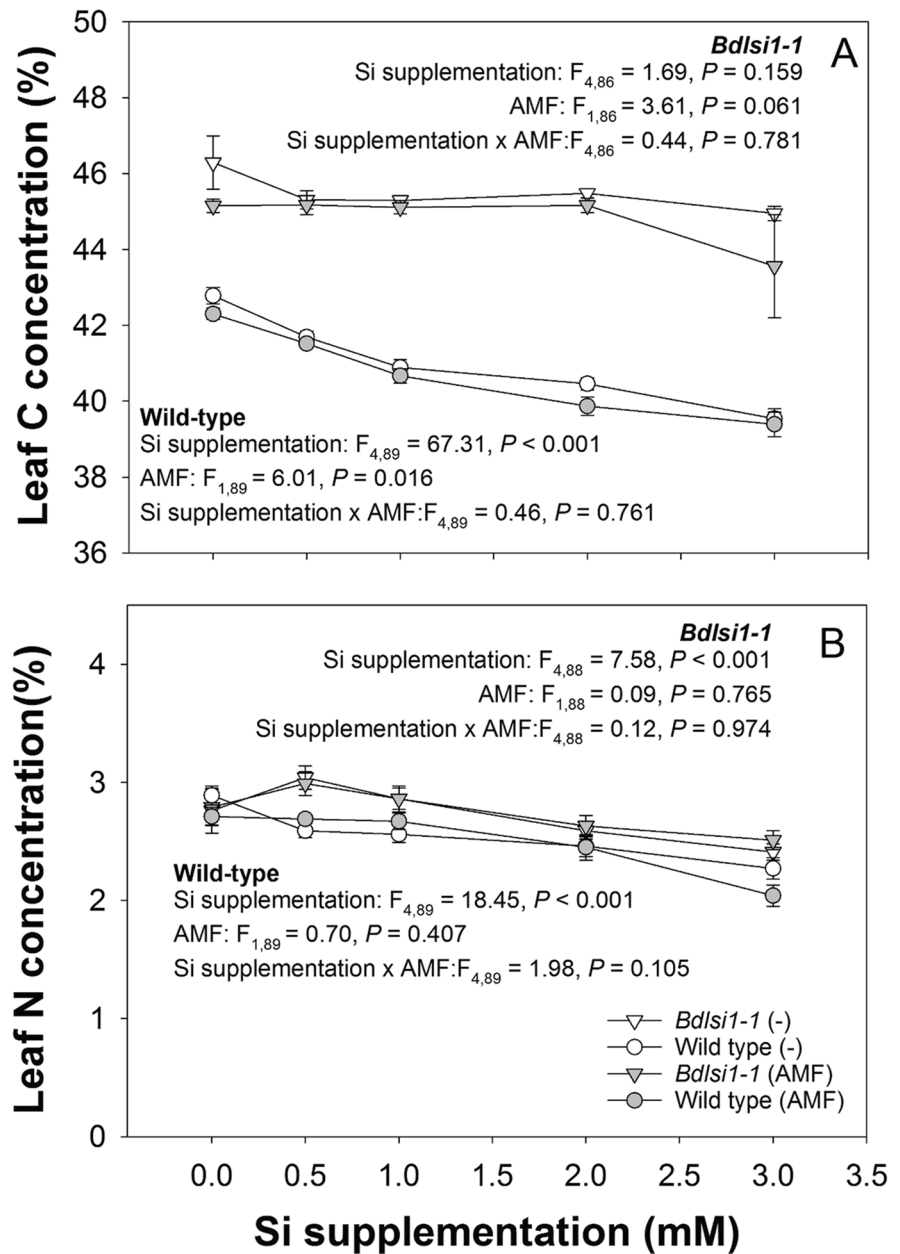 50
48
46
44
42
40
38
36
Leaf C concentration (%)
A
Bdlsi1-1
Si supplementation: F4,86 = 1.69, P = 0.159
AMF: F1,86 = 3.61, P = 0.061
Si supplementation x AMF:F4,86 = 0.44, P = 0.781
Wild-type
Si supplementation: F4,89 = 67.31, P < 0.001
AMF: F1,89 = 6.01, P = 0.016
Si supplementation x AMF:F4,89 = 0.46, P = 0.761
4
3
2
1
0
Leaf N concentration(%)
B
Bdlsi1-1
Si supplementation: F4,88 = 7.58, P < 0.001
AMF: F1,88 = 0.09, P = 0.765
Si supplementation x AMF:F4,88 = 0.12, P = 0.974
Wild-type
Si supplementation: F4,89 = 18.45, P < 0.001
AMF: F1,89 = 0.70, P = 0.407
Si supplementation x AMF:F4,89 = 1.98, P = 0.105
Bdlsi1-1 (-)
Wild type (-)
Bdlsi1-1 (AMF)
Wild type (AMF)
0.0 0.5 1.0 1.5 2.0 2.5 3.0 3.5
Si supplementation (mM)